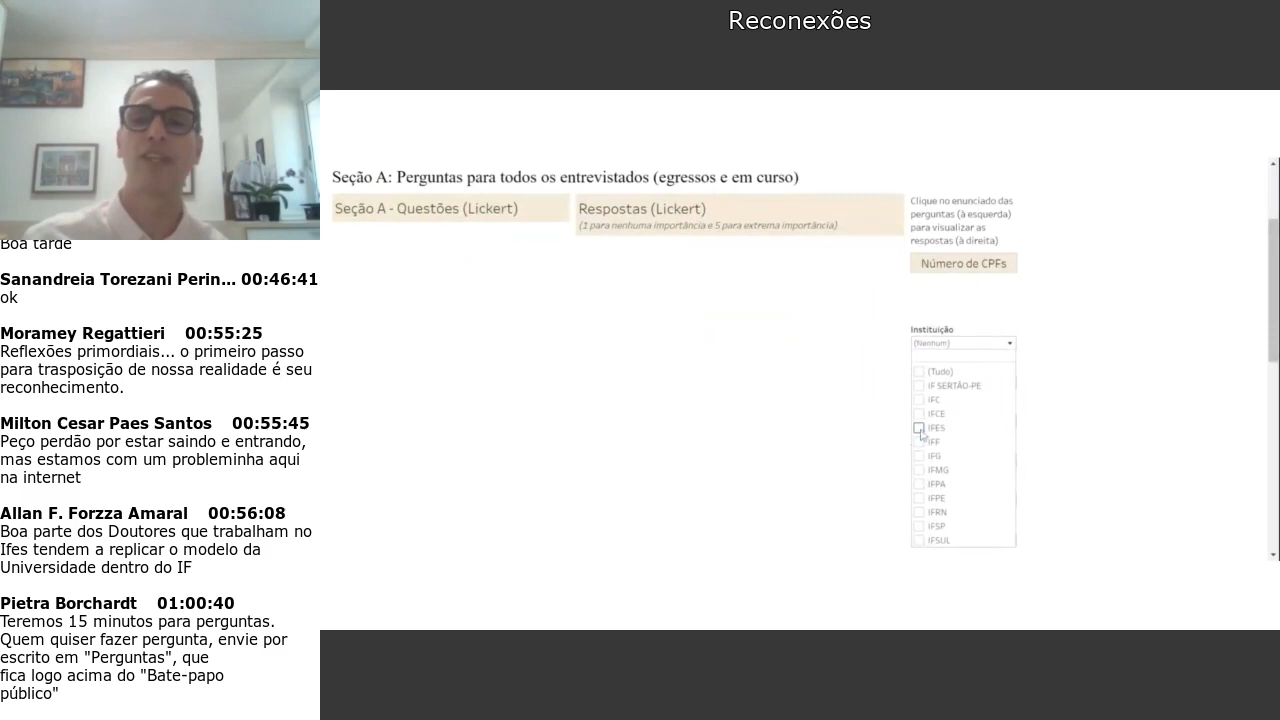 Reconexões
Boa tarde
Sanandreia Torezani Perin... 00:46:41
ok
Moramey Regattieri 00:55:25
Reflexões primordiais... o primeiro passo
para trasposição de nossa realidade é seu
reconhecimento.
Milton Cesar Paes Santos 00:55:45
Peço perdão por estar saindo e entrando,
mas estamos com um probleminha aqui
na internet
Allan F. Forzza Amaral 00:56:08
Boa parte dos Doutores que trabalham no
Ifes tendem a replicar o modelo da
Universidade dentro do IF
Pietra Borchardt 01:00:40
Teremos 15 minutos para perguntas.
Quem quiser fazer pergunta, envie por
escrito em "Perguntas", que
fica logo acima do "Bate-papo
público"
Seção A: Perguntas para todos os entrevistados (egressos e em curso)
Seção A - Questões (Lickert)
Respostas (Lickert)
(1 para nenhuma importância e 5 para extrema importância)
Clique no enunciado das
perguntas (à esquerda)
para visualizar as
respostas (à direita)
Número de CPFs
Instituição
(Nenhum)
(Tudo)
IF SERTÃO-PE
IFC
IFCE
IFES
IFF
IFG
IFMG
IFPA
IFPE
IFRN
IFSP
IFSUL